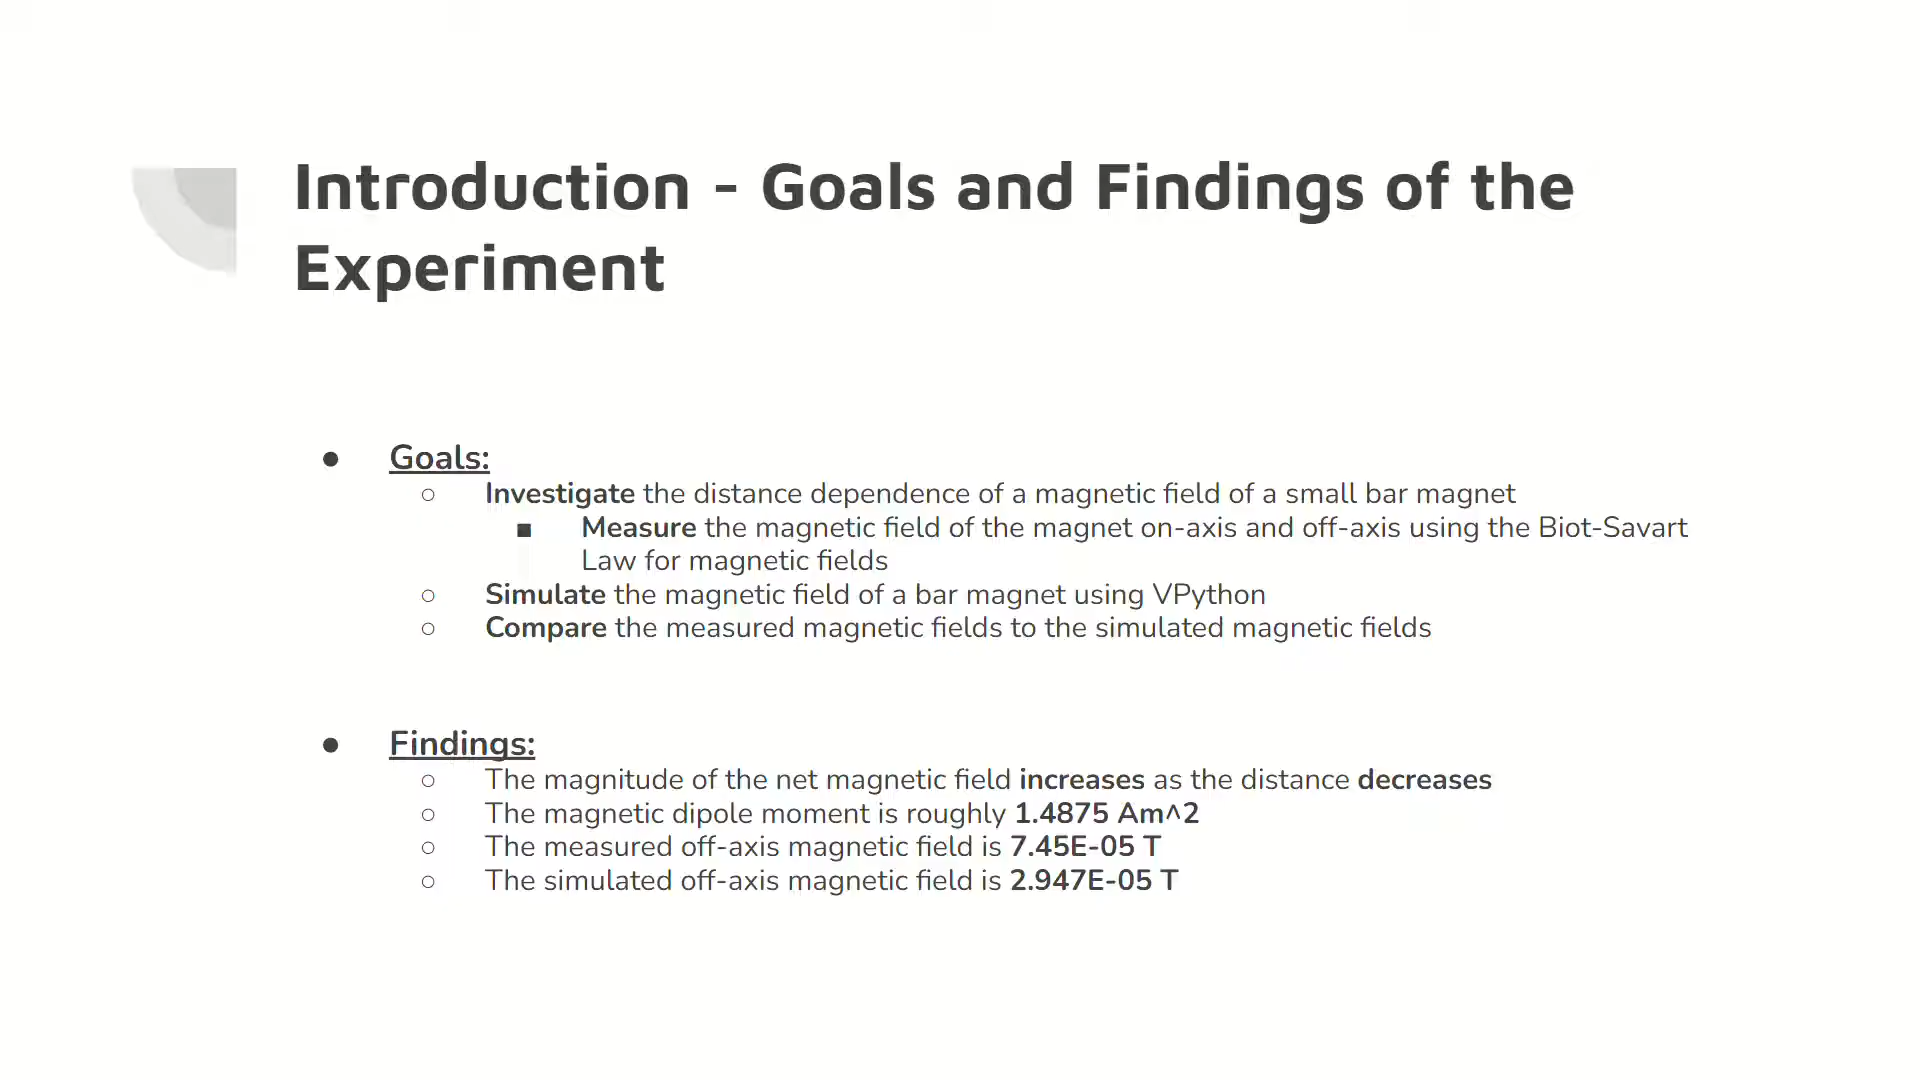 Introduction - Goals and Findings of the
Experiment
● Goals:
○ Investigate the distance dependence of a magnetic field of a small bar magnet
■ Measure the magnetic field of the magnet on-axis and off-axis using the Biot-Savart
Law for magnetic fields
○ Simulate the magnetic field of a bar magnet using VPython
○ Compare the measured magnetic fields to the simulated magnetic fields
● Findings:
○ The magnitude of the net magnetic field increases as the distance decreases
○ The magnetic dipole moment is roughly 1.4875 Am^2
○ The measured off-axis magnetic field is 7.45E-05 T
○ The simulated off-axis magnetic field is 2.947E-05 T